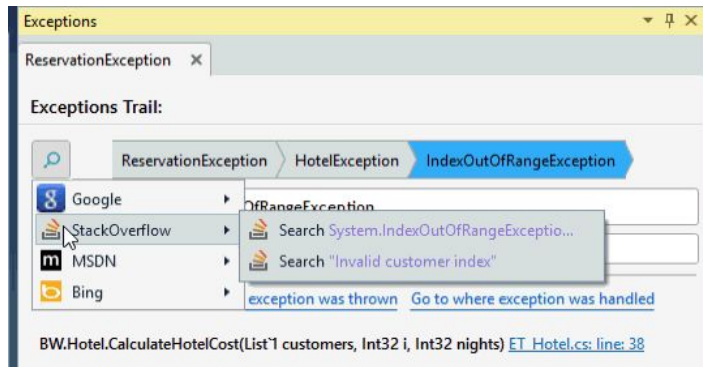 Exceptions
ReservationException
Exceptions Trail:
ReservationException HotelException IndexOutOfRangeException
Google
OfRangeException
StackOverflow
Search System.IndexOutOfRangeExceptio...
MSDN
Search "Invalid customer index"
Bing
exception was thrown Go to where exception was handled
BW.Hotel.CalculateHotelCost(List`1 customers, Int32 i, Int32 nights) ET_Hotel.cs: line: 38